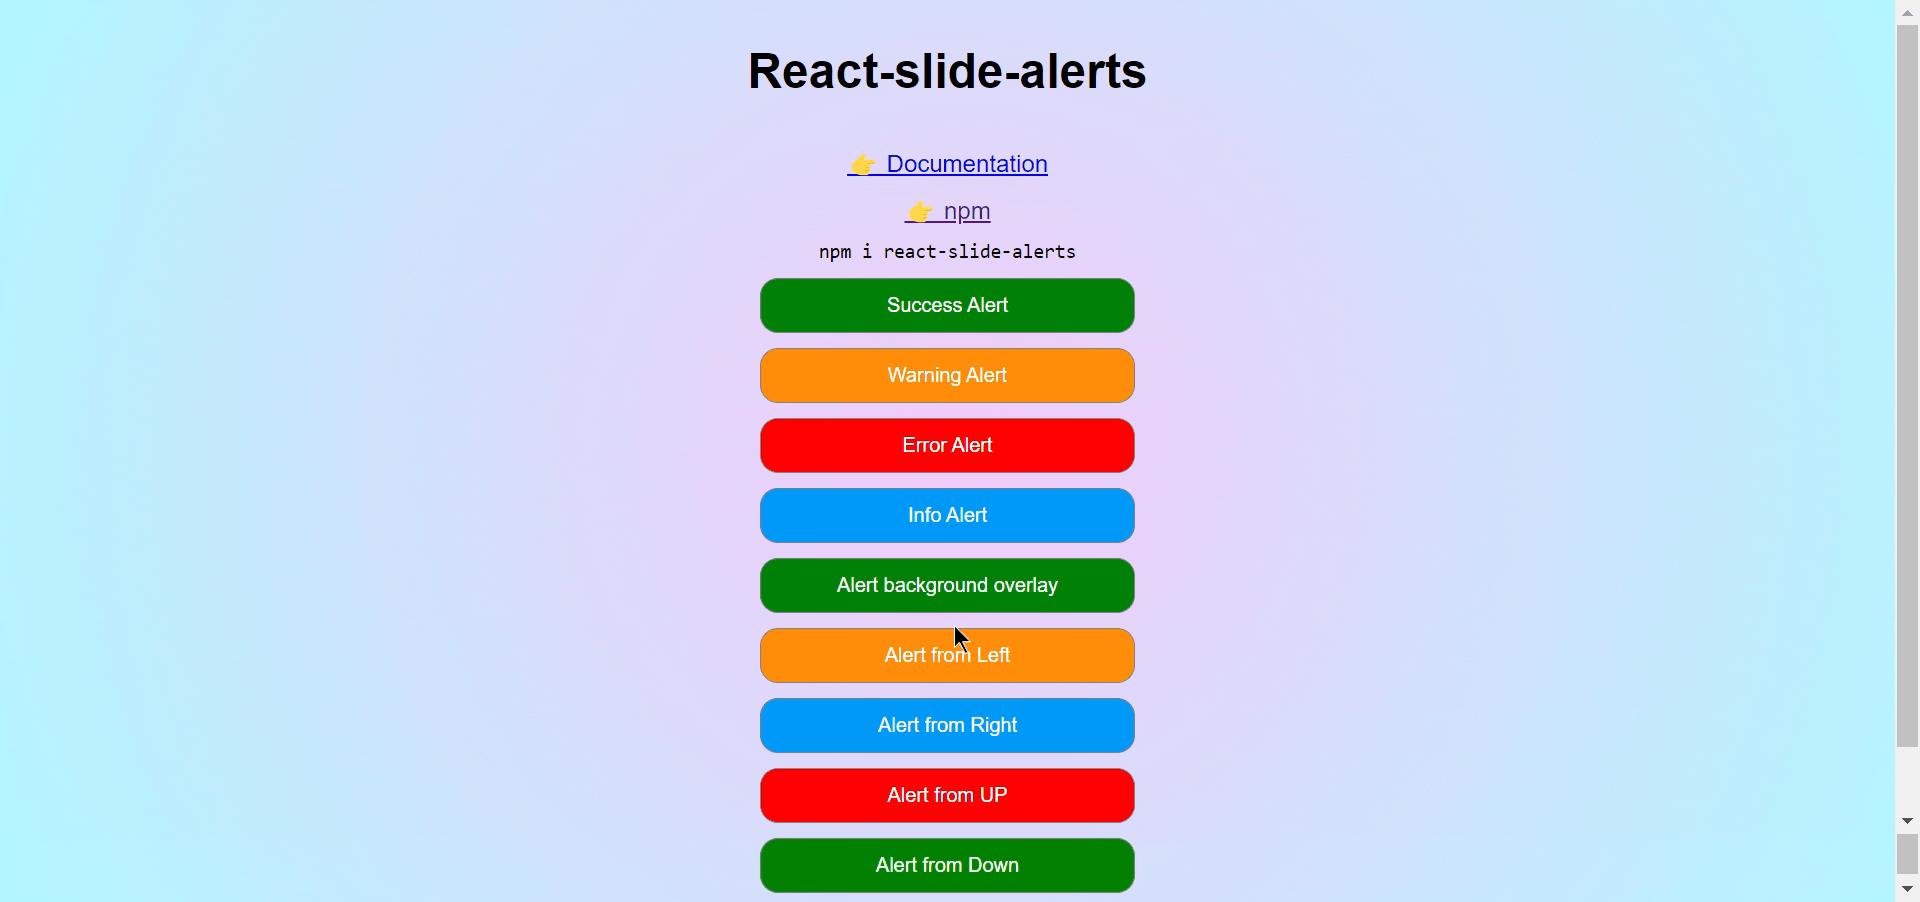 React-slide-alerts
👉 Documentation
👉 npm
npm i react-slide-alerts
Success Alert
Warning Alert
Error Alert
Info Alert
Alert background overlay
Alert from Left
Alert from Right
Alert from UP
Alert from Down